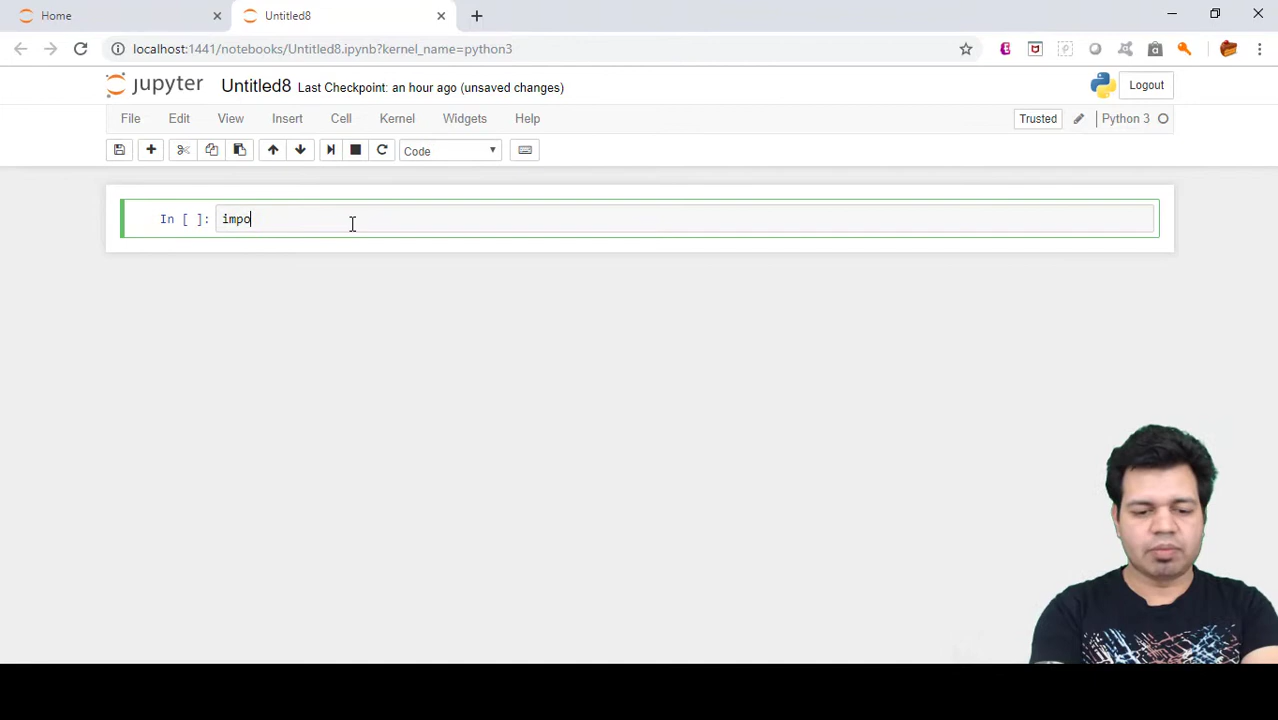 Home
Untitled8
localhost:1441/notebooks/Untitled8.ipynb?kernel_name=python3
jupyter Untitled8 Last Checkpoint: an hour ago (unsaved changes) Logout
File Edit View Insert Cell Kernel Widgets Help Trusted Python 3
Code
In [ ]: impo